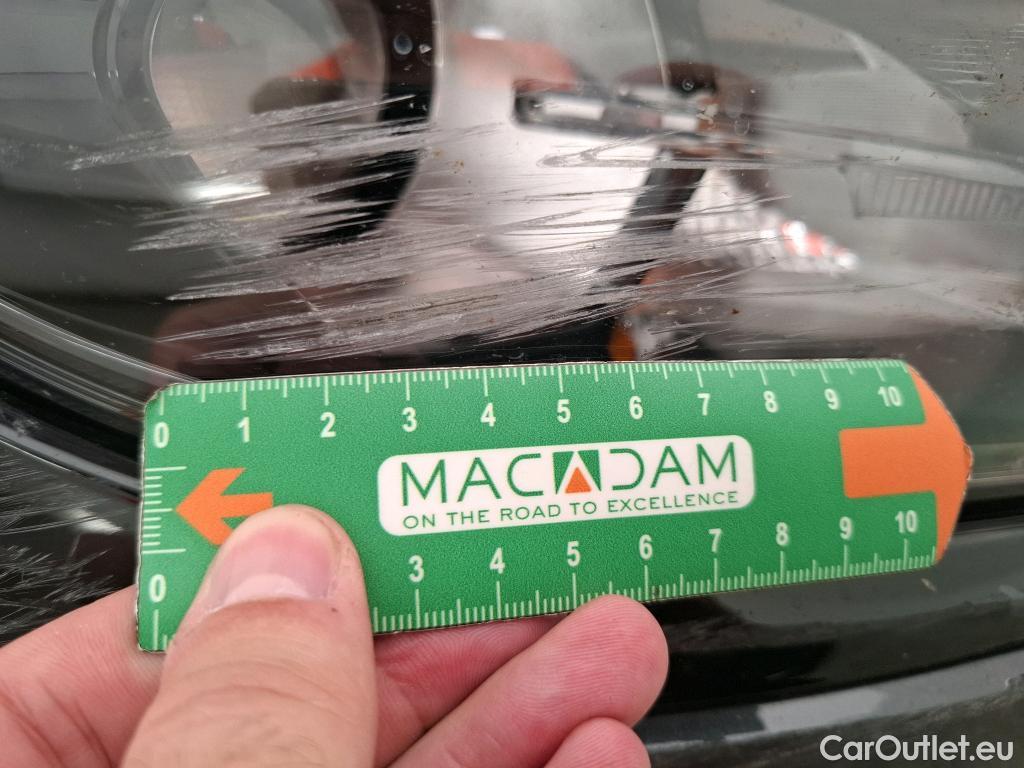 0 1 2 3 4 5 6 7 8 9 10
MACADAM
ON THE ROAD TO EXCELLENCE
0 3 4 5 6 7 8 9 10
CarOutlet.eu